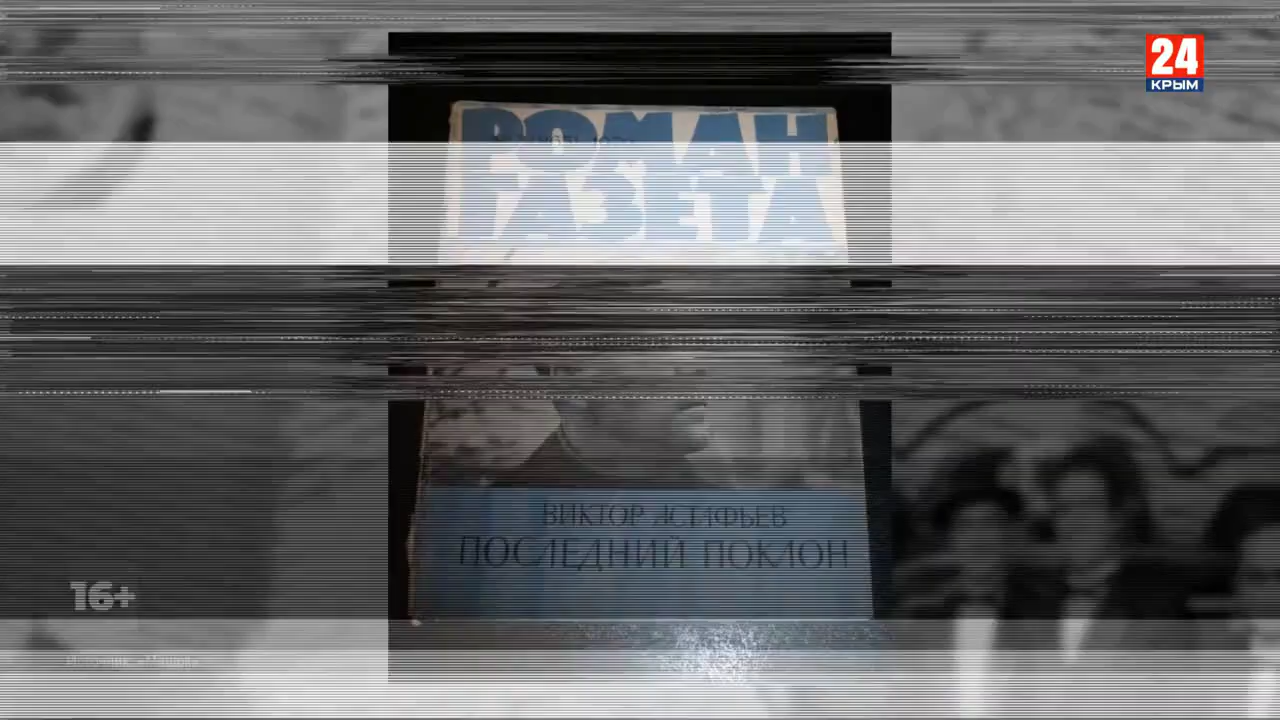 24
КРЫМ
РОМАН
ГАЗЕТА
ВИКТОР АСТАФЬЕВ
ПОСЛЕДНИЙ ПОКЛОН
16+